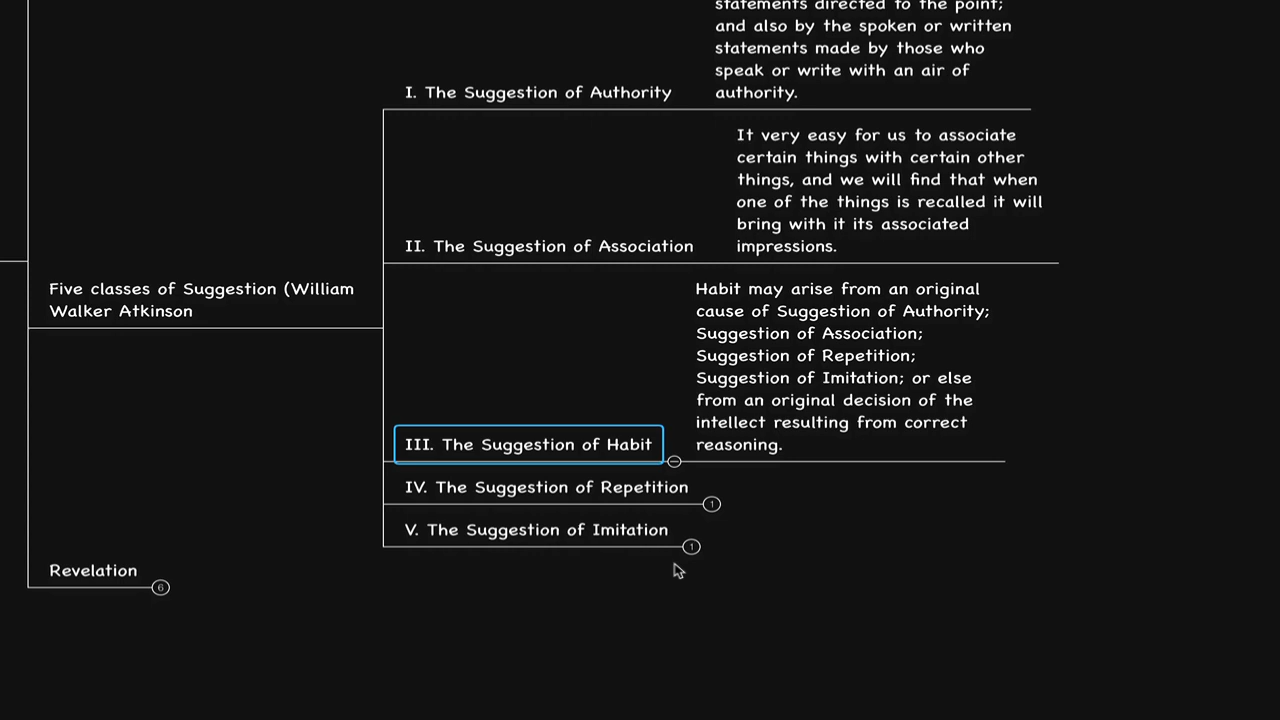 statements directed to the point;
and also by the spoken or written
statements made by those who
speak or write with an air of
authority.
I. The Suggestion of Authority
It very easy for us to associate
certain things with certain other
things, and we will find that when
one of the things is recalled it will
bring with it its associated
impressions.
II. The Suggestion of Association
Five classes of Suggestion (William
Walker Atkinson
Habit may arise from an original
cause of Suggestion of Authority;
Suggestion of Association;
Suggestion of Repetition;
Suggestion of Imitation; or else
from an original decision of the
intellect resulting from correct
reasoning.
III. The Suggestion of Habit
IV. The Suggestion of Repetition
1
V. The Suggestion of Imitation
1
Revelation
6